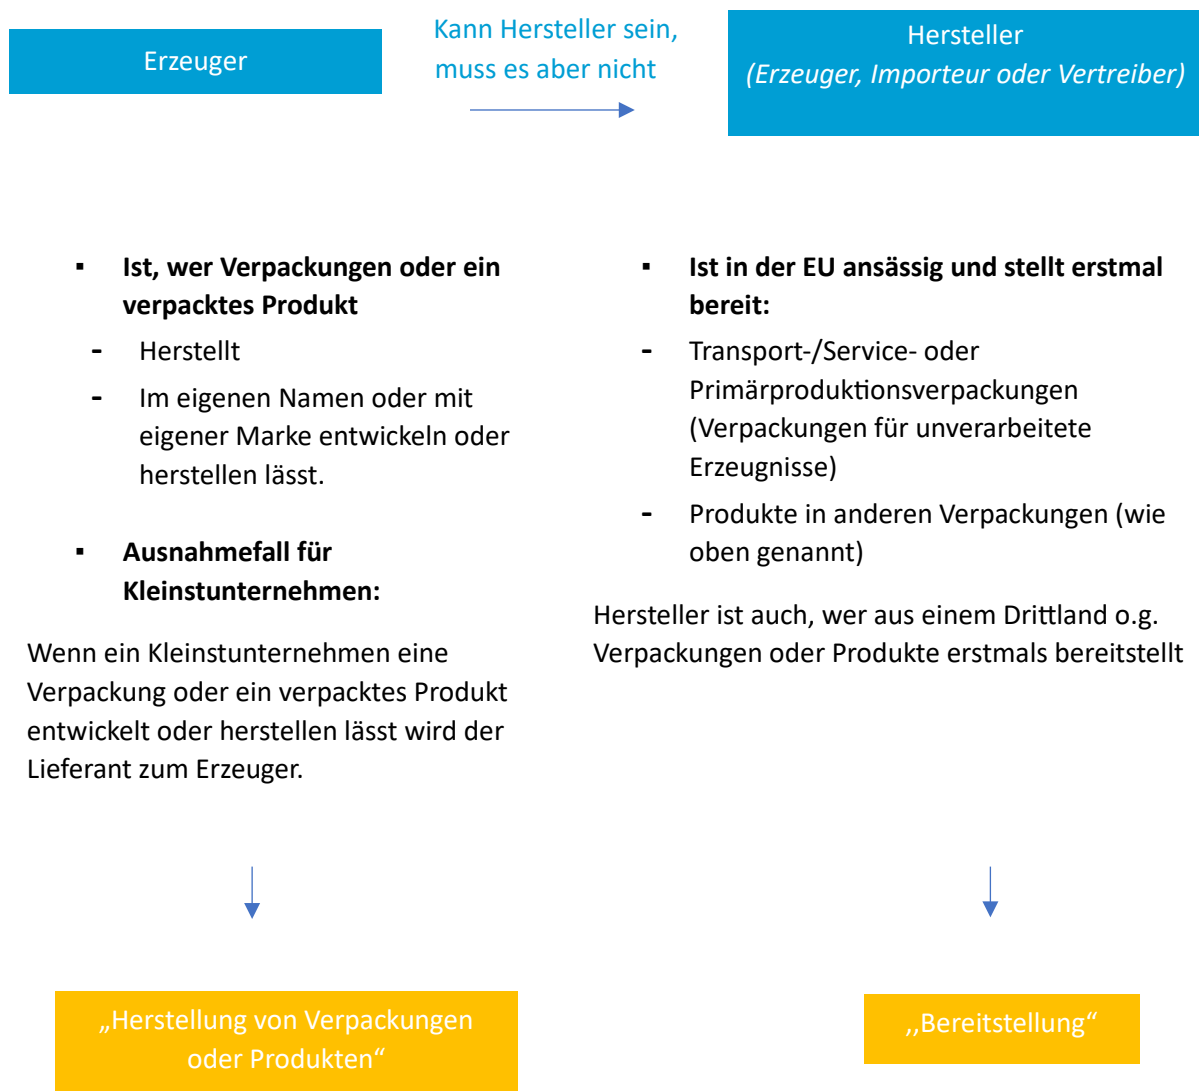 Erzeuger
Kann Hersteller sein,
muss es aber nicht
Hersteller
(Erzeuger, Importeur oder Vertreiber)
▪ Ist, wer Verpackungen oder ein
verpacktes Produkt
- Herstellt
- Im eigenen Namen oder mit
eigener Marke entwickeln oder
herstellen lässt.
▪ Ausnahmefall für
Kleinstunternehmen:
Wenn ein Kleinstunternehmen eine
Verpackung oder ein verpacktes Produkt
entwickelt oder herstellen lässt wird der
Lieferant zum Erzeuger.
„Herstellung von Verpackungen
oder Produkten“
▪ Ist in der EU ansässig und stellt erstmal
bereit:
- Transport-/Service- oder
Primärproduktionsverpackungen
(Verpackungen für unverarbeitete
Erzeugnisse)
- Produkte in anderen Verpackungen (wie
oben genannt)
Hersteller ist auch, wer aus einem Drittland o.g.
Verpackungen oder Produkte erstmals bereitstellt
,,Bereitstellung“